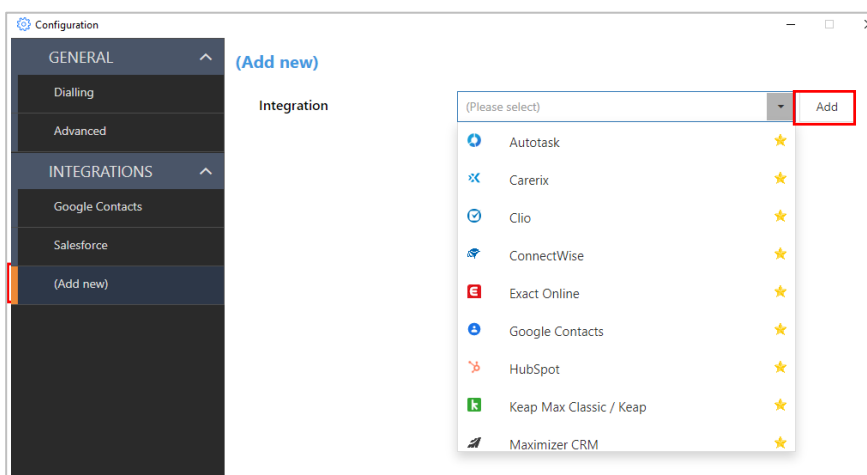 Configuration
GENERAL
Dialling
Advanced
INTEGRATIONS
Google Contacts
Salesforce
(Add new)
(Add new)
Integration
(Please select)
Add
Autotask
Carerix
Clio
ConnectWise
Exact Online
Google Contacts
HubSpot
Keap Max Classic / Keap
Maximizer CRM